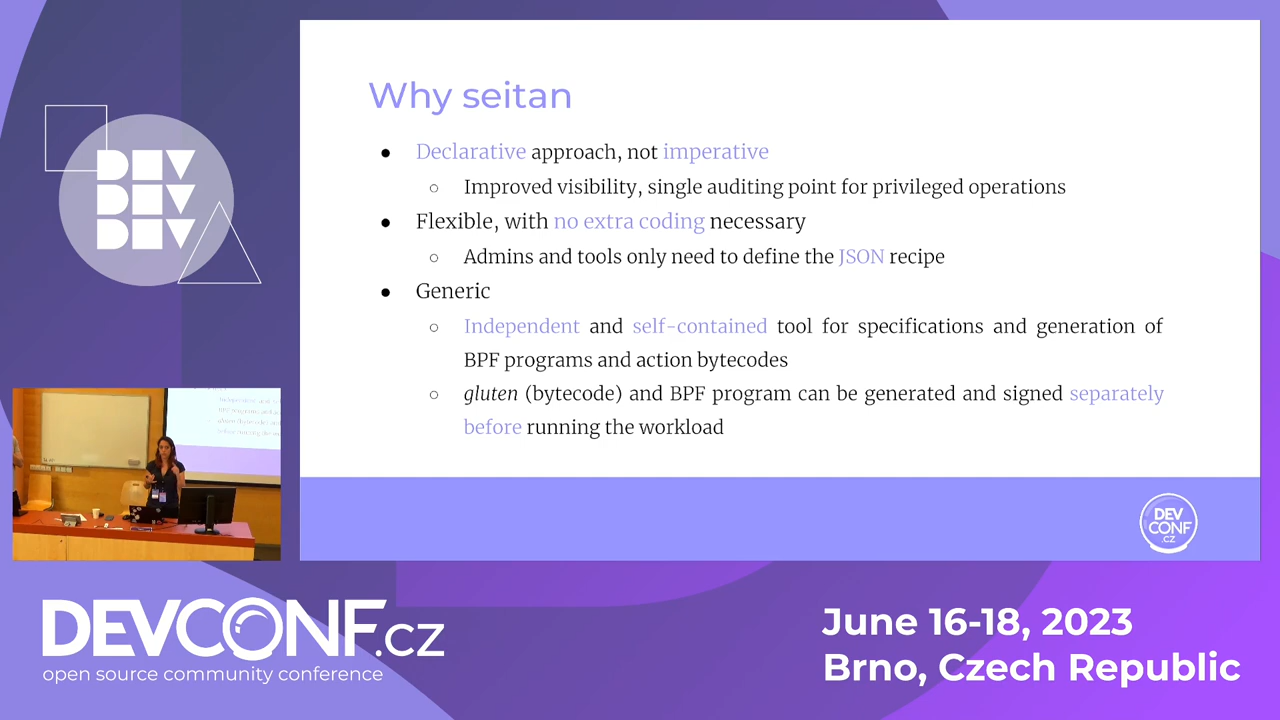 DEV
DEV
DEV
Why seitan
● Declarative approach, not imperative
○ Improved visibility, single auditing point for privileged operations
● Flexible, with no extra coding necessary
○ Admins and tools only need to define the JSON recipe
● Generic
○ Independent and self-contained tool for specifications and generation of
BPF programs and action bytecodes
○ gluten (bytecode) and BPF program can be generated and signed separately
before running the workload
DEV
CONF
.CZ
DEVCONF.cz
open source community conference
June 16-18, 2023
Brno, Czech Republic